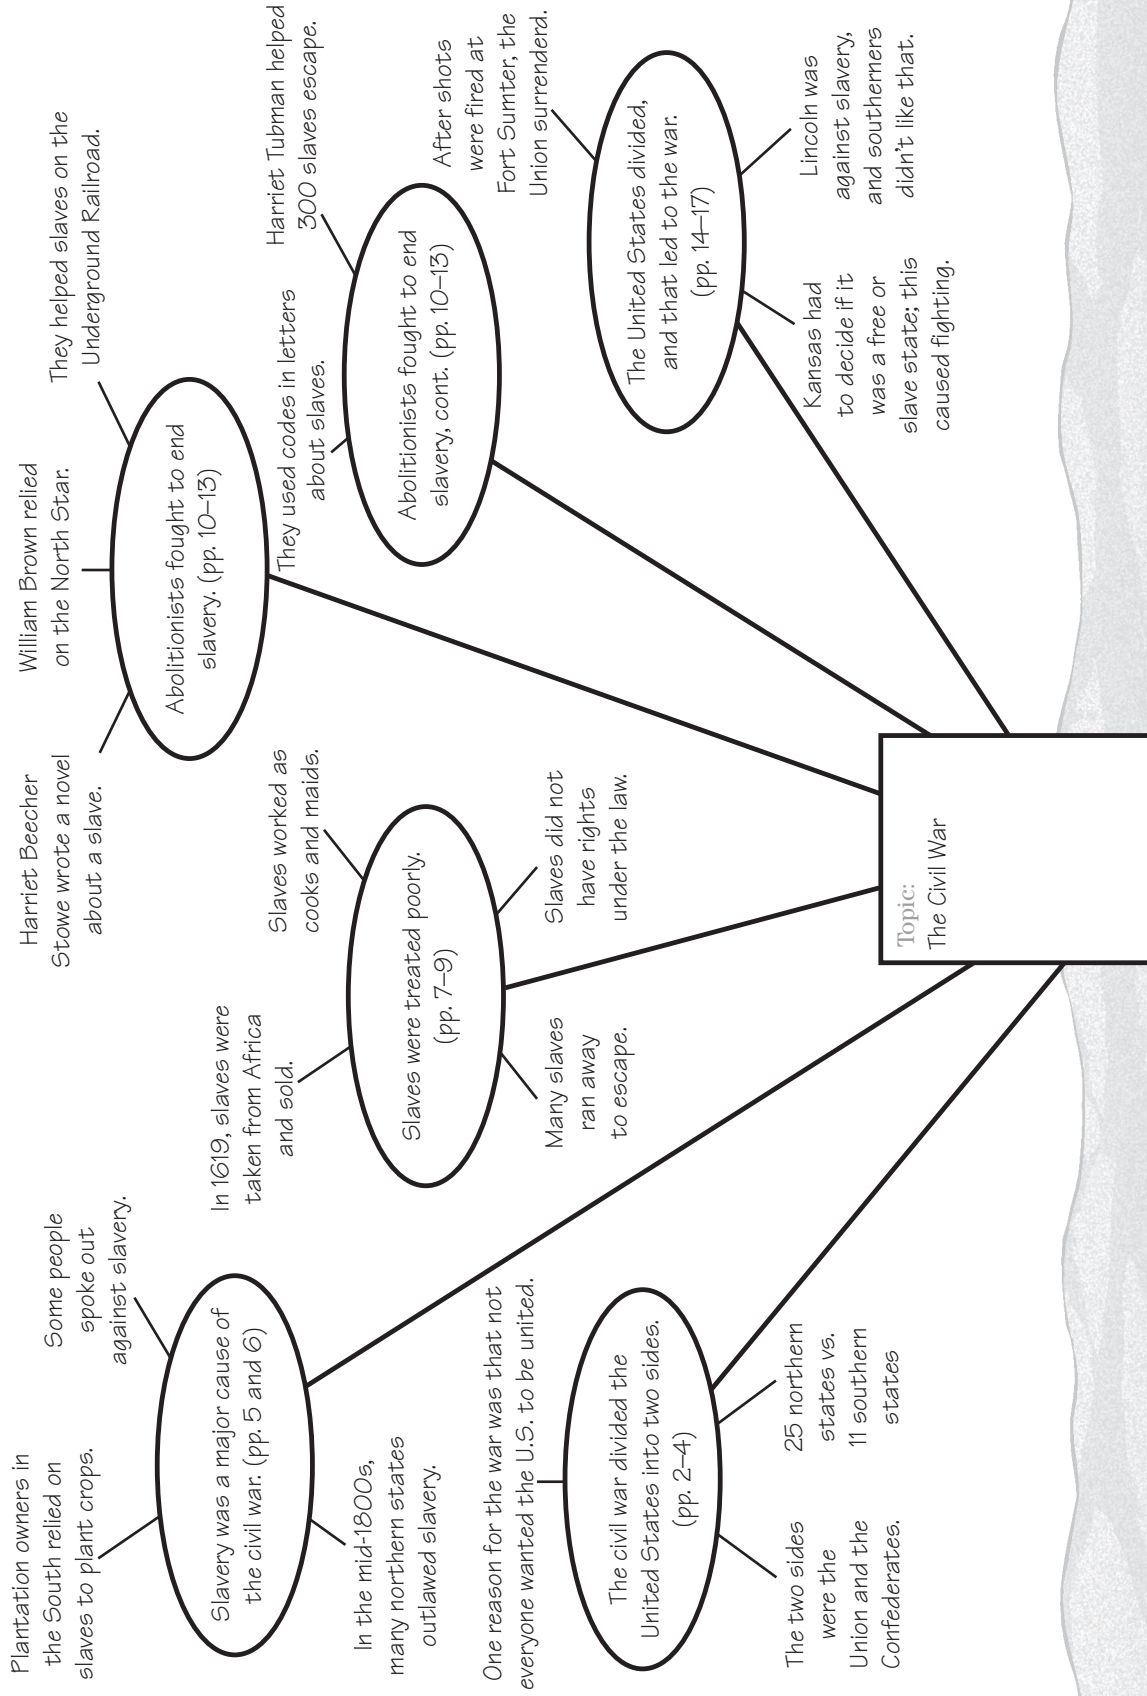 Plantation owners in
the South relied on
slaves to plant crops.
Some people
spoke out
against slavery.
Slavery was a major cause of
the civil war. (pp. 5 and 6)
In the mid-1800s,
many northern states
outlawed slavery.
One reason for the war was that not
everyone wanted the U.S. to be united.
The civil war divided the
United States into two sides.
(pp. 2–4)
The two sides
were the
Union and the
Confederates.
25 northern
states vs.
11 southern
states
In 1619, slaves were
taken from Africa
and sold.
Slaves worked as
cooks and maids.
Slaves were treated poorly.
(pp. 7–9)
Many slaves
ran away
to escape.
Slaves did not
have rights
under the law.
Harriet Beecher
Stowe wrote a novel
about a slave.
William Brown relied
on the North Star.
They helped slaves on the
Underground Railroad.
Abolitionists fought to end
slavery. (pp. 10–13)
They used codes in letters
about slaves.
Harriet Tubman helped
300 slaves escape.
Abolitionists fought to end
slavery, cont. (pp. 10–13)
After shots
were fired at
Fort Sumter, the
Union surrenderd.
The United States divided,
and that led to the war.
(pp. 14–17)
Kansas had
to decide if it
was a free or
slave state; this
caused fighting.
Lincoln was
against slavery,
and southerners
didn't like that.
Topic:
The Civil War